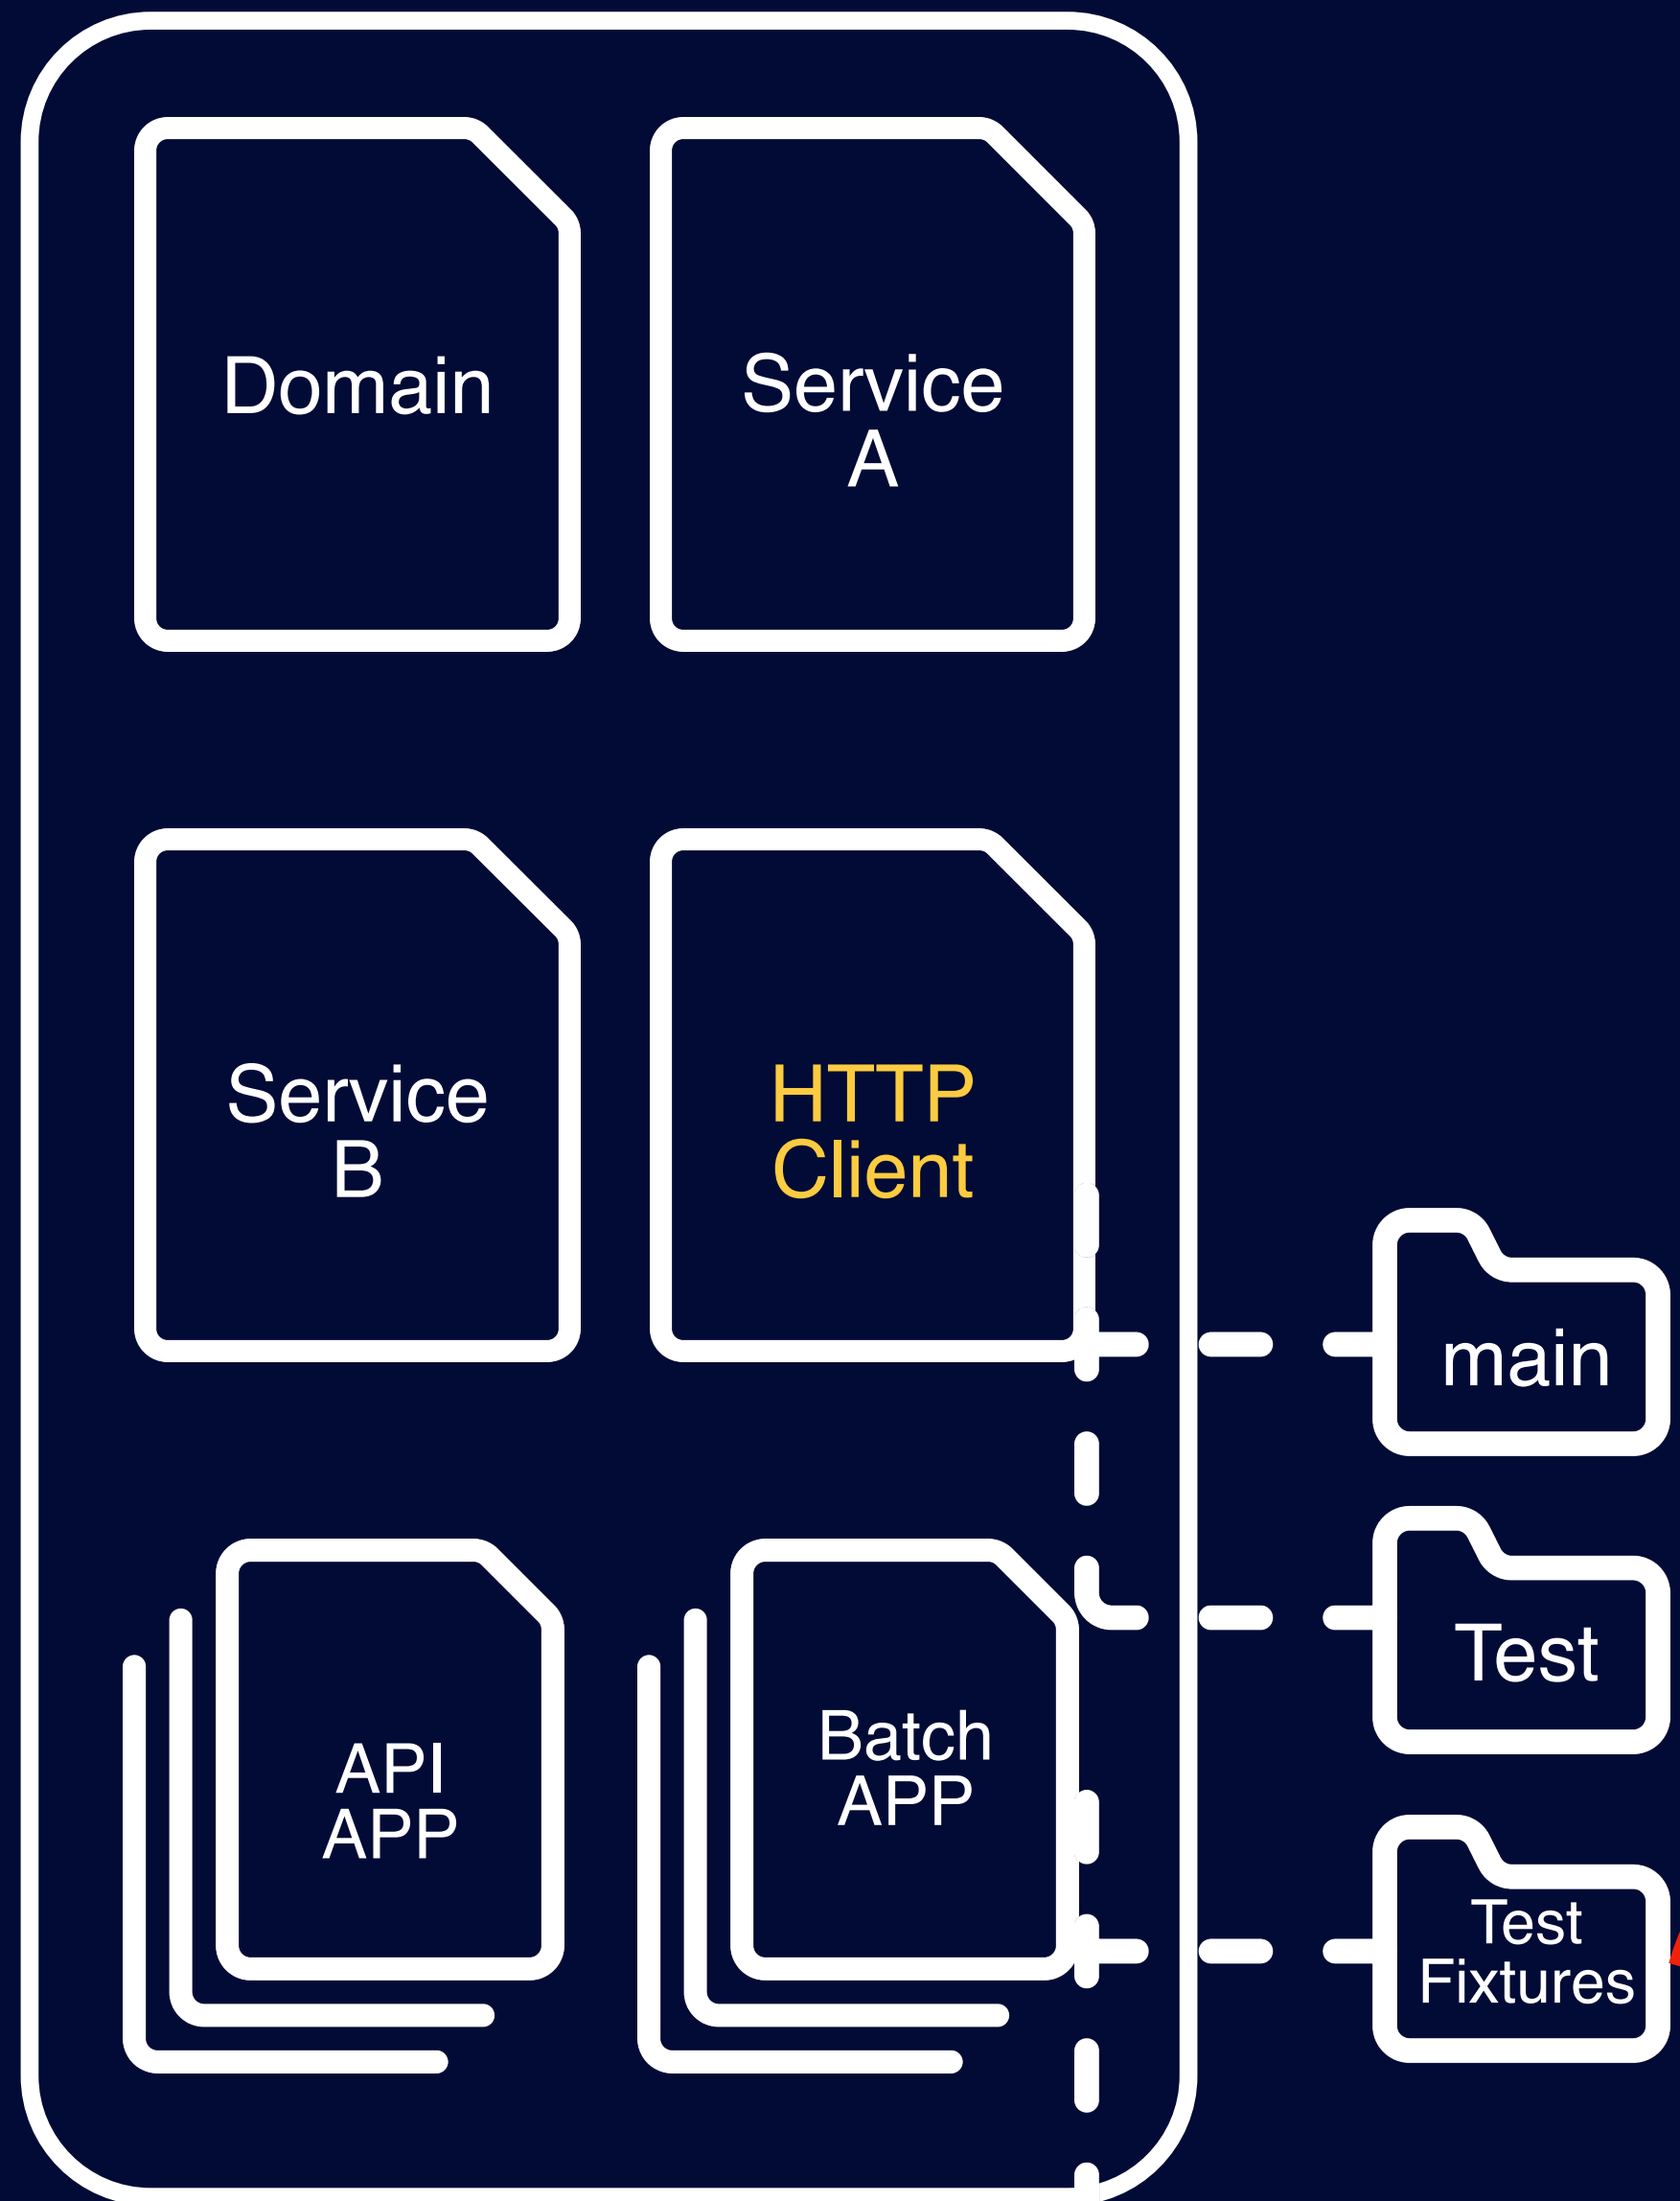 Domain
Service
A
Service
B
HTTP
Client
main
Test
API
APP
Batch
APP
Test
Fixtures